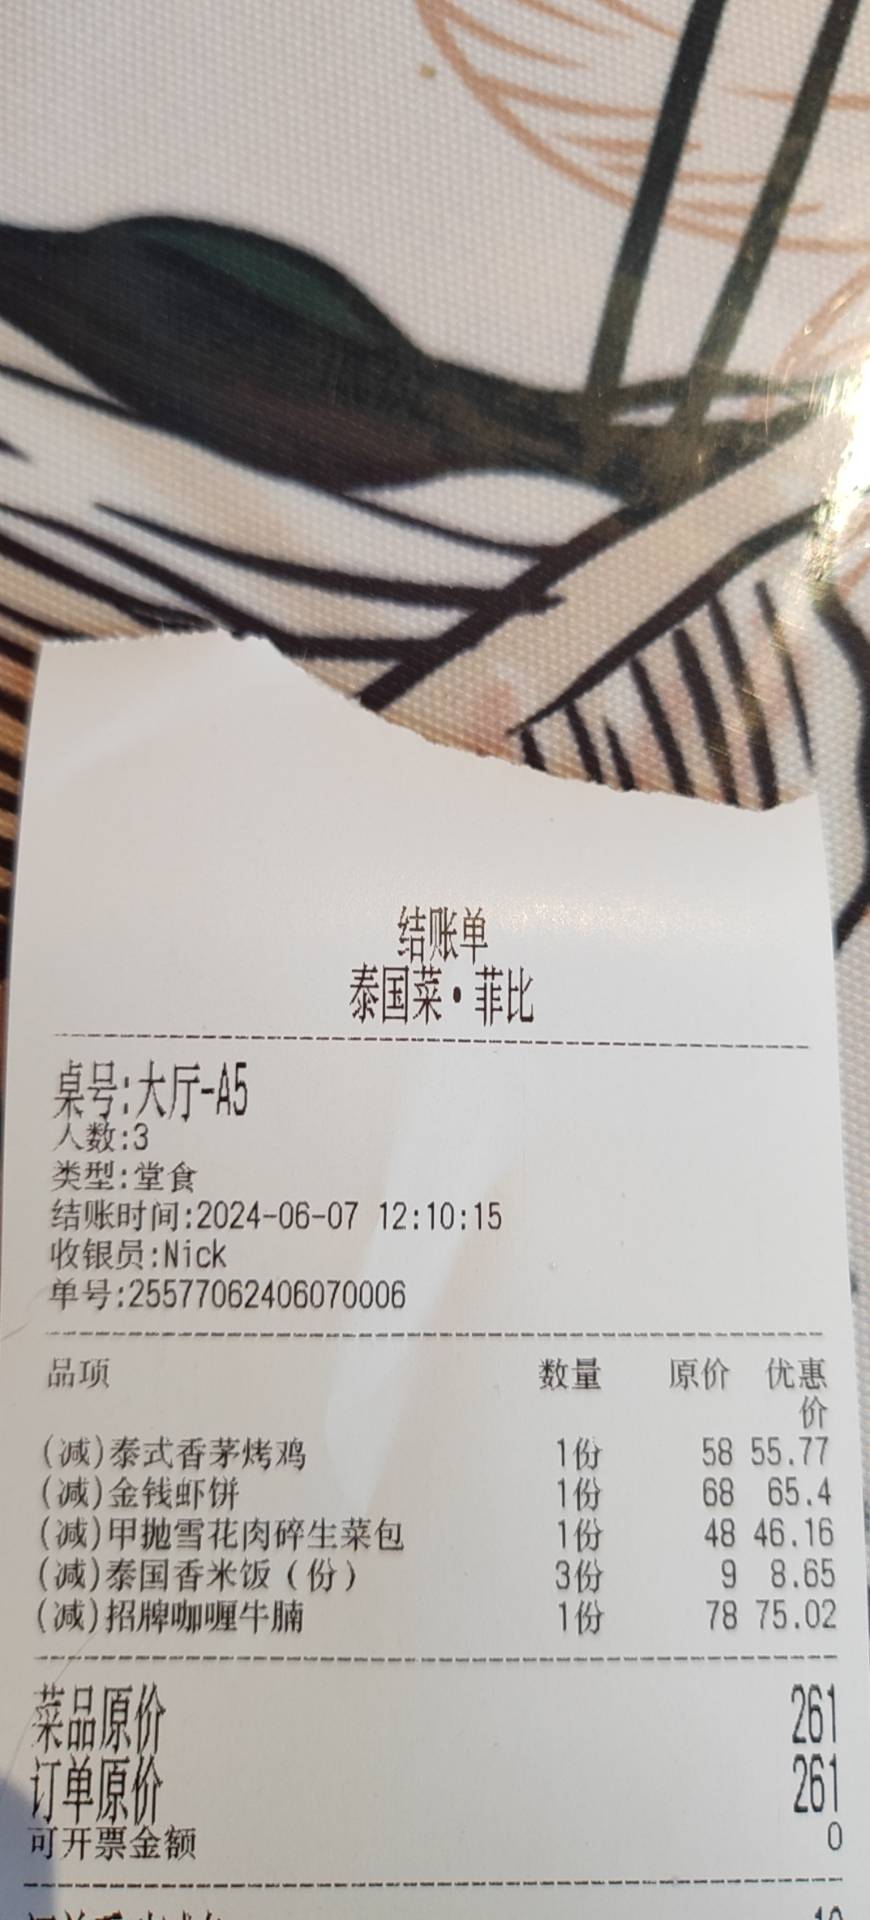 结账单
泰国菜•菲比
桌号:大厅-A5
人数:3
类型:堂食
结账时间:2024-06-07 12:10:15
收银员:Nick
单号:25577062406070006
品项 数量 原价 优惠
价
(减)泰式香茅烤鸡 1份 58 55.77
(减)金钱虾饼 1份 68 65.4
(减)甲抛雪花肉碎生菜包 1份 48 46.16
(减)泰国香米饭（份） 3份 9 8.65
(减)招牌咖喱牛腩 1份 78 75.02
菜品原价 261
订单原价 261
可开票金额 0